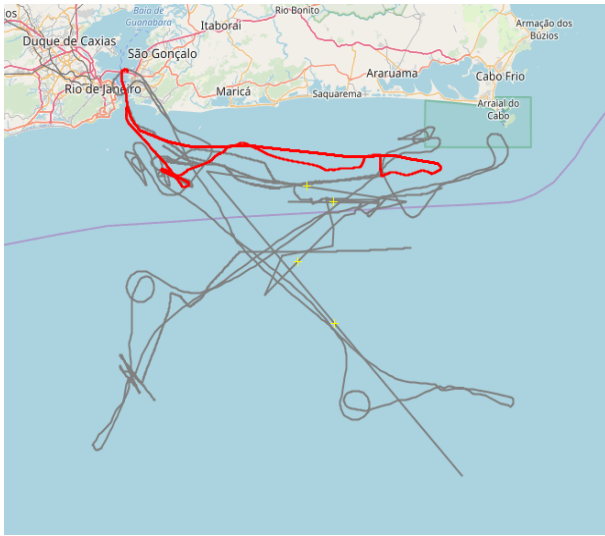 Rio Bonito
os
Baía de
Guanabara
Itaboraí
Armação dos
Búzios
Duque de Caxias
São Gonçalo
Araruama
Cabo Frio
Rio de Janeiro
Maricá
Saquarema
Arraial do
Cabo